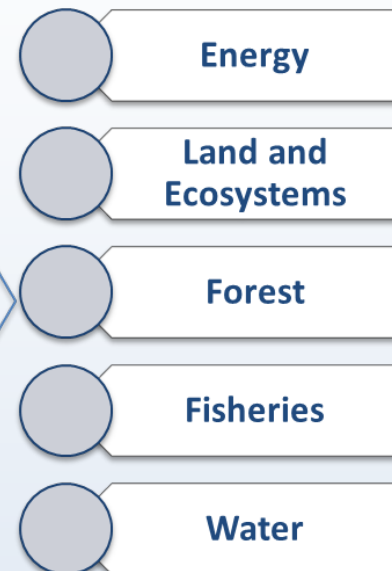 Energy
Land and
Ecosystems
Forest
Fisheries
Water